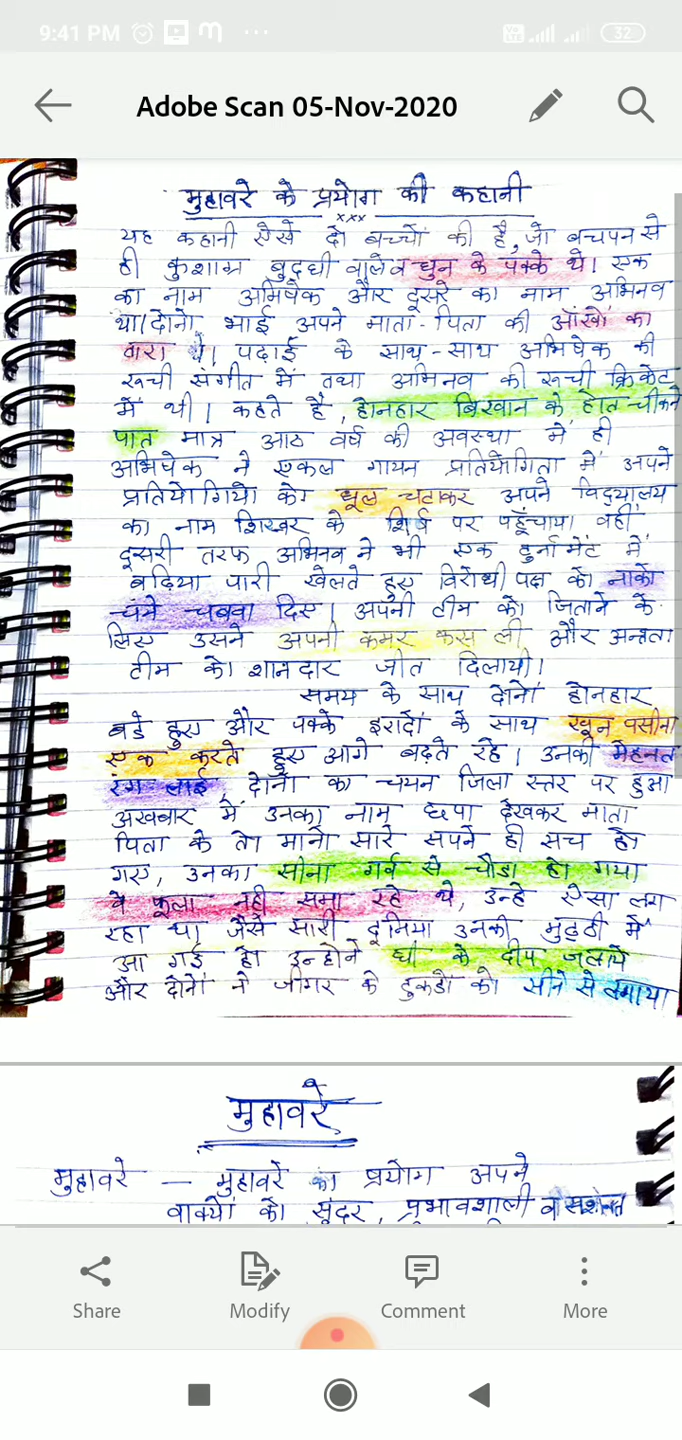 9:41 PM
32
Adobe Scan 05-Nov-2020
मुहावरे के प्रयोग की कहानी
xxx
यह कहानी ऐसे दो बच्चों की है, जो बचपन से
ही कुशाग्र बुद्धी वाले व धुन के पक्के थे। एक
का नाम अभिषेक और दूसरे का नाम अभिनव
था। दोनो भाई अपने माता-पिता की आँखों का
तारा थे। पढ़ाई के साथ-साथ अभिषेक की
रूची संगीत में तथा अभिनव की रूची क्रिकेट
में थी। कहते है, होनहार बिरवान के होत चीकने
पात मात्र आठ वर्ष की अवस्था में ही
अभिषेक ने एकल गायन प्रतियोगिता में अपने
प्रतियोगियो को धूल चटाकर अपने विद्यालय
का नाम शिखर के शिर्ष पर पहुँचाया। वहीं
दूसरी तरफ अभिनव ने भी एक टुर्नामेंट में
बढ़िया पारी खेलते हुए विरोधी पक्ष को नाको
चने चबवा दिए। अपनी टीम को जिताने के
लिए उसने अपनी कमर कस ली और अन्तता
टीम को शानदार जीत दिलायी।
समय के साथ दोनों होनहार
बडे हुए और पक्के इरादों के साथ खून पसीना
एक करते हुए आगे बढ़ते रहे। उनकी मेहनत
रंग लाई, दोनों का चयन जिला स्तर पर हुआ
अखबार में उनका नाम छपा देखकर माता
पिता के तो मानो सारे सपने ही सच हो
गए, उनका सीना गर्व से चौडा हो गया
वे फूला नही समा रहे थे, उन्हे ऐसा लग
रहा था जैसे सारी दूनिया उनकी मुट्ठी में
आ गई हो उन्होने घी के दीप जलाये
और दोनों ने जीगर के टुकडो को सीने से लगाया
मुहावरे
मुहावरे — मुहावरे का प्रयोग अपने
वाक्यो को सुंदर, प्रभावशाली व सशक्त
Share
Modify
Comment
More